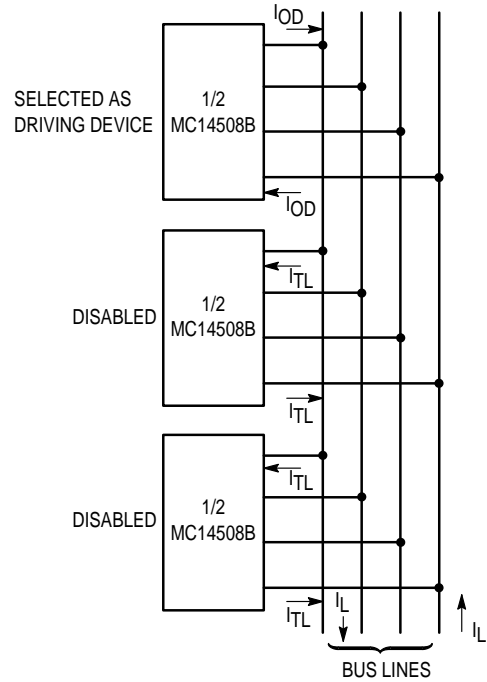 I_OD
SELECTED AS
DRIVING DEVICE
1/2
MC14508B
I_OD
I_TL
DISABLED
1/2
MC14508B
I_TL
I_TL
DISABLED
1/2
MC14508B
I_TL
I_L
I_L
BUS LINES